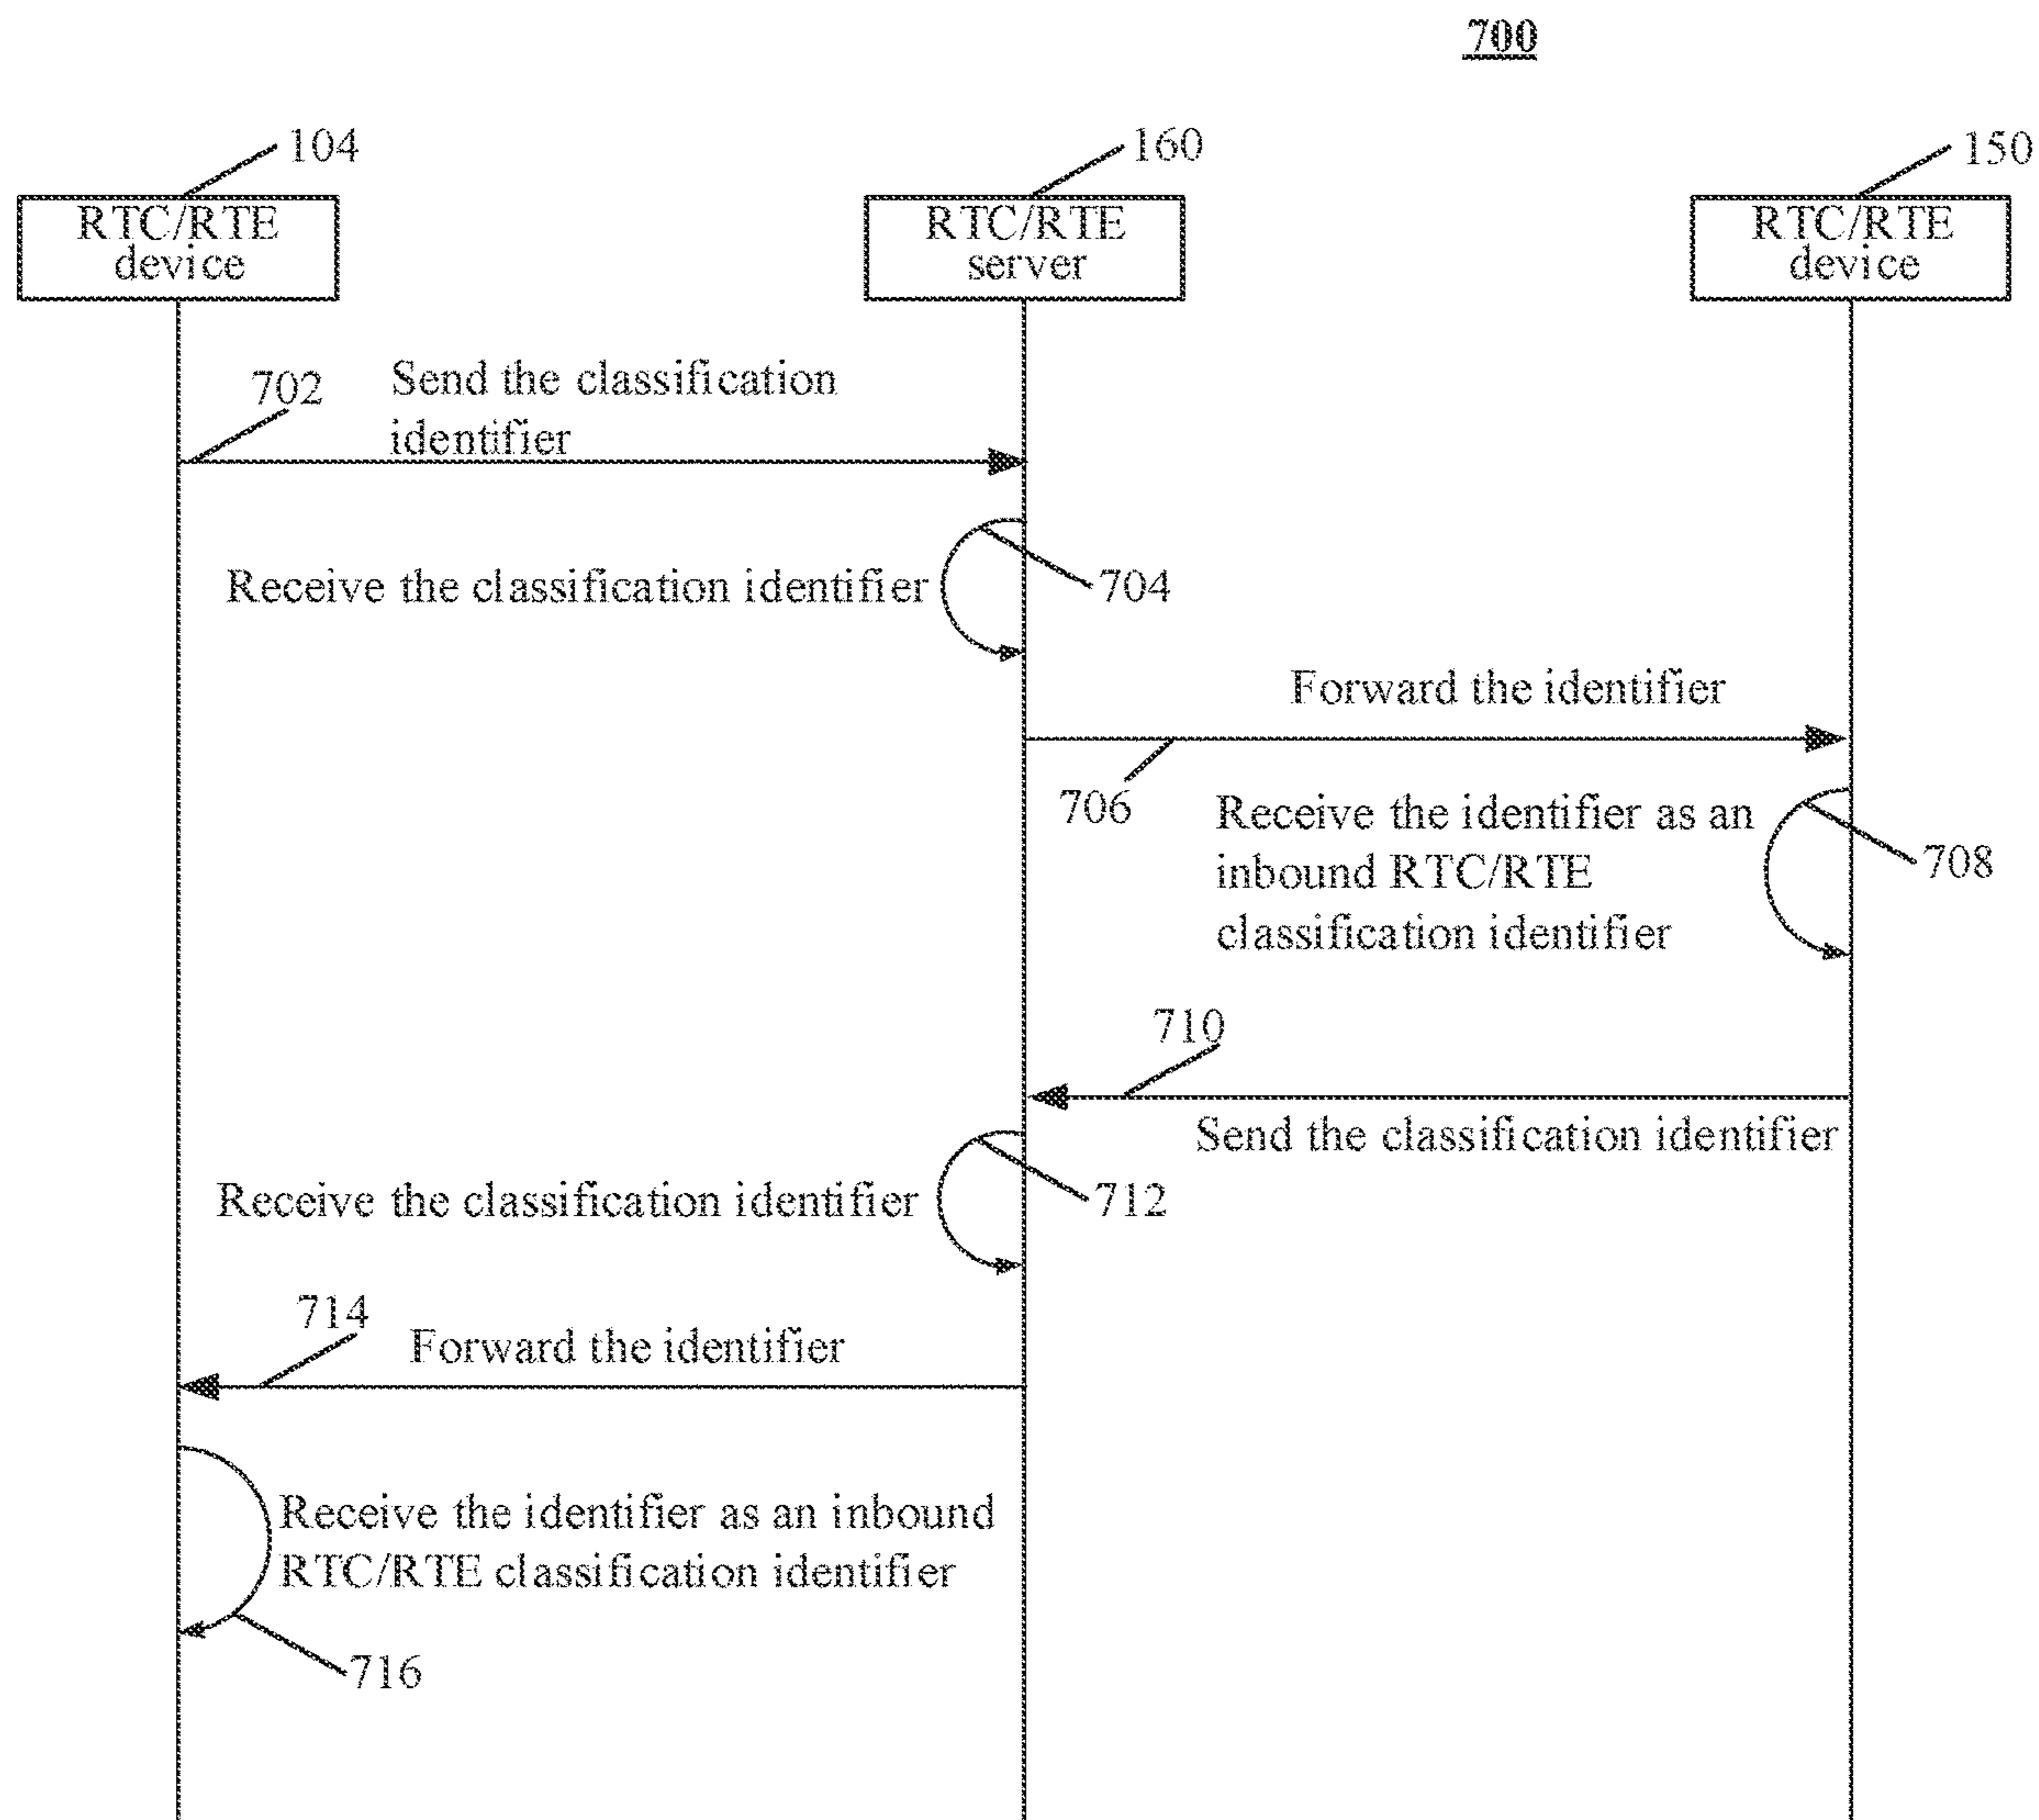 700
104
160
150
RTC/RTE
device
RTC/RTE
server
RTC/RTE
device
702
Send the classification
identifier
Receive the classification identifier
704
Forward the identifier
706
Receive the identifier as an
inbound RTC/RTE
classification identifier
708
710
Send the classification identifier
Receive the classification identifier
712
714
Forward the identifier
Receive the identifier as an inbound
RTC/RTE classification identifier
716